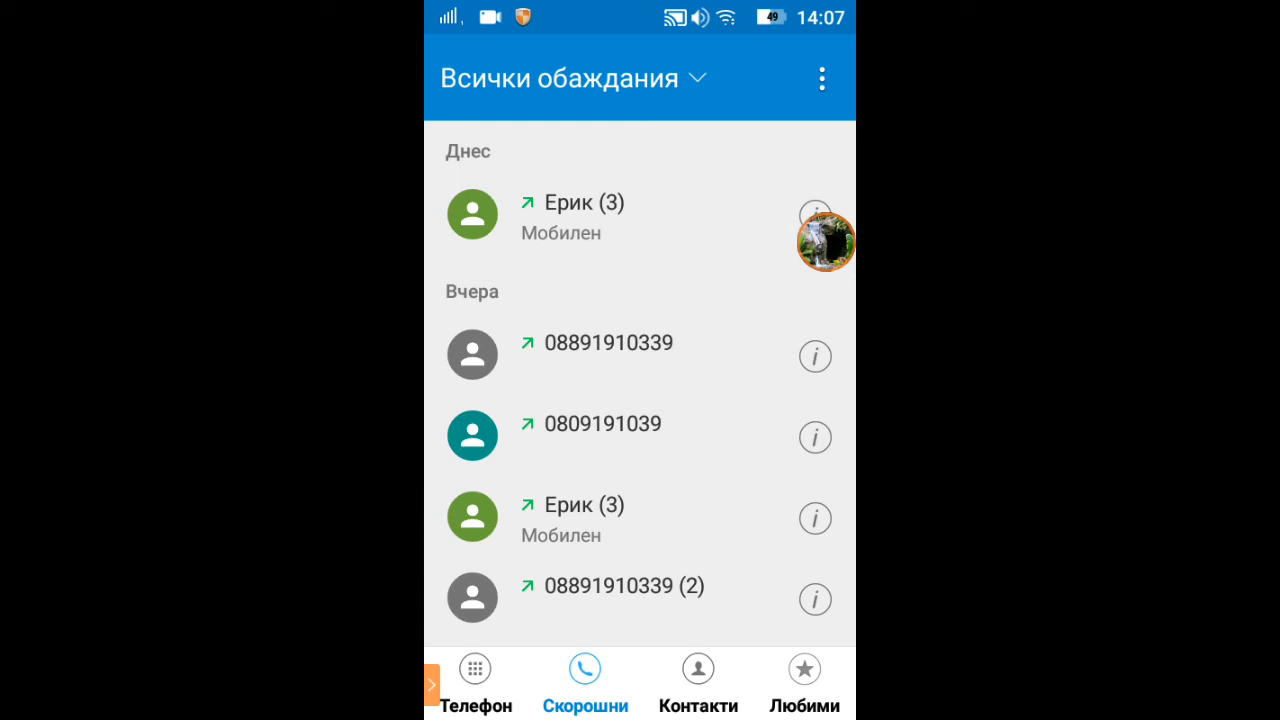 49 14:07
Всички обаждания
Днес
Ерик (3)
Мобилен
Вчера
08891910339
0809191039
Ерик (3)
Мобилен
08891910339 (2)
Телефон Скорошни Контакти Любими